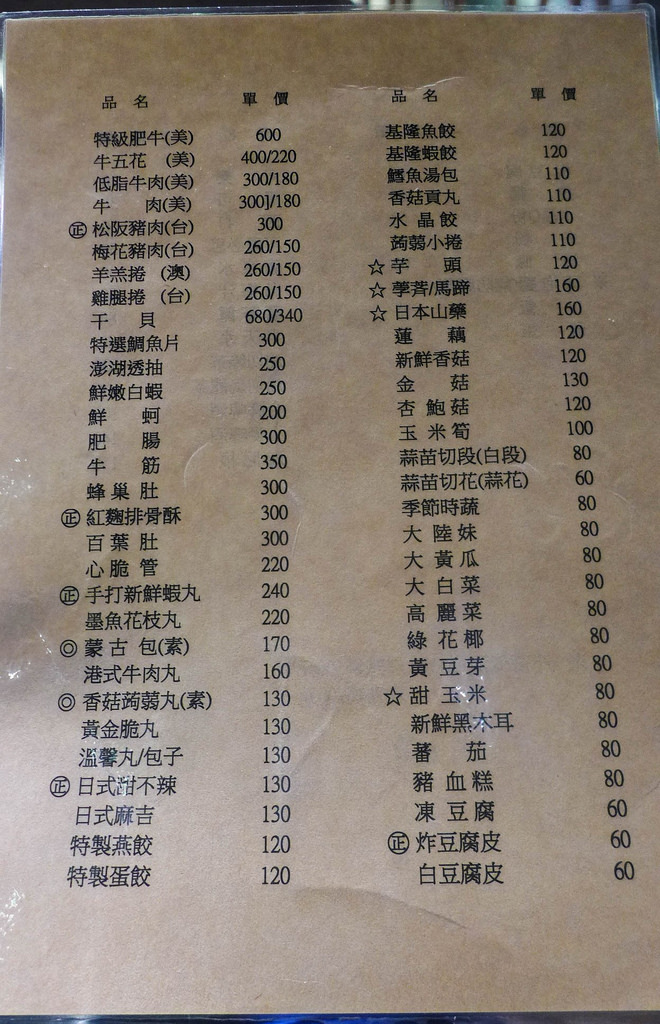 品名 單價
特級肥牛(美) 600
牛五花 (美) 400/220
低脂牛肉(美) 300/180
牛 肉(美) 300]/180
㊣ 松阪豬肉(台) 300
梅花豬肉(台) 260/150
羊羔捲 (澳) 260/150
雞腿捲 (台) 260/150
干 貝 680/340
特選鯛魚片 300
澎湖透抽 250
鮮嫩白蝦 250
鮮 蚵 200
肥 腸 300
牛 筋 350
蜂巢肚 300
㊣ 紅麴排骨酥 300
百葉肚 300
心脆管 220
㊣ 手打新鮮蝦丸 240
墨魚花枝丸 220
◎ 蒙古包(素) 170
港式牛肉丸 160
◎ 香菇蒟蒻丸(素) 130
黃金脆丸 130
溫馨丸/包子 130
㊣ 日式甜不辣 130
日式麻吉 130
特製燕餃 120
特製蛋餃 120
品名 單價
基隆魚餃 120
基隆蝦餃 120
鱈魚湯包 110
香菇貢丸 110
水晶餃 110
蒟蒻小捲 110
☆ 芋 頭 120
☆ 荸薺/馬蹄 160
☆ 日本山藥 160
蓮 藕 120
新鮮香菇 120
金 菇 130
杏鮑菇 120
玉米筍 100
蒜苗切段(白段) 80
蒜苗切花(蒜花) 60
季節時蔬 80
大陸妹 80
大黃瓜 80
大白菜 80
高麗菜 80
綠花椰 80
黃豆芽 80
☆ 甜玉米 80
新鮮黑木耳 80
蕃 茄 80
豬血糕 80
凍豆腐 60
㊣ 炸豆腐皮 60
白豆腐皮 60